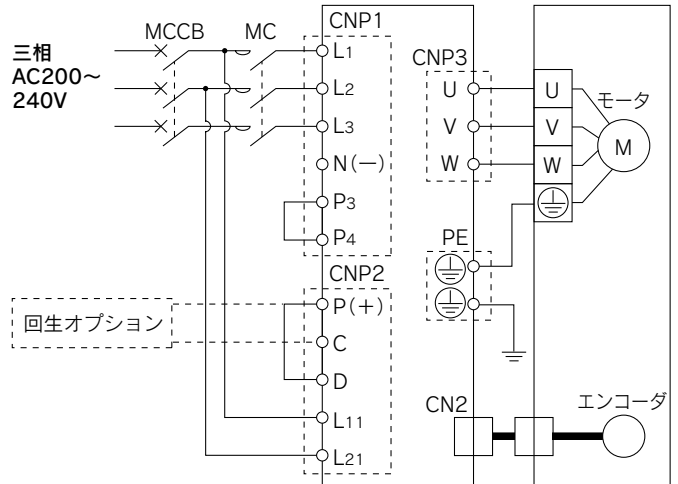 MCCB
MC
三相
AC200～
240V
CNP1
L1
L2
L3
N(－)
P3
P4
CNP2
P(+)
C
D
L11
L21
回生オプション
CNP3
U
V
W
PE
CN2
U
V
W
モータ
M
エンコーダ